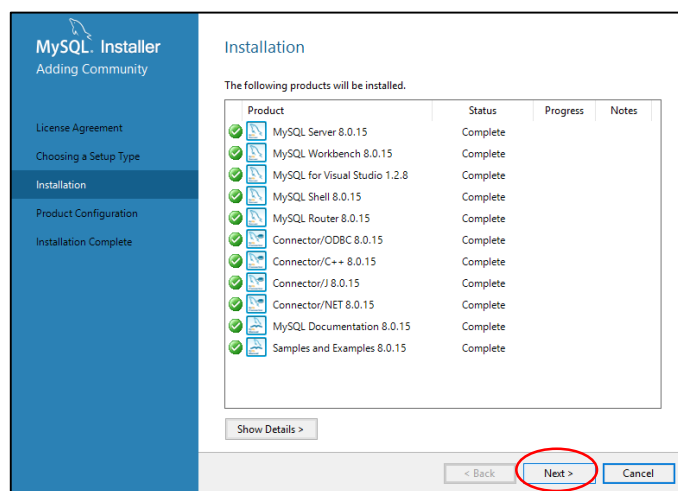 MySQL. Installer
Adding Community
License Agreement
Choosing a Setup Type
Installation
Product Configuration
Installation Complete
Installation
The following products will be installed.
Product Status Progress Notes
MySQL Server 8.0.15 Complete
MySQL Workbench 8.0.15 Complete
MySQL for Visual Studio 1.2.8 Complete
MySQL Shell 8.0.15 Complete
MySQL Router 8.0.15 Complete
Connector/ODBC 8.0.15 Complete
Connector/C++ 8.0.15 Complete
Connector/J 8.0.15 Complete
Connector/NET 8.0.15 Complete
MySQL Documentation 8.0.15 Complete
Samples and Examples 8.0.15 Complete
Show Details >
< Back Next > Cancel